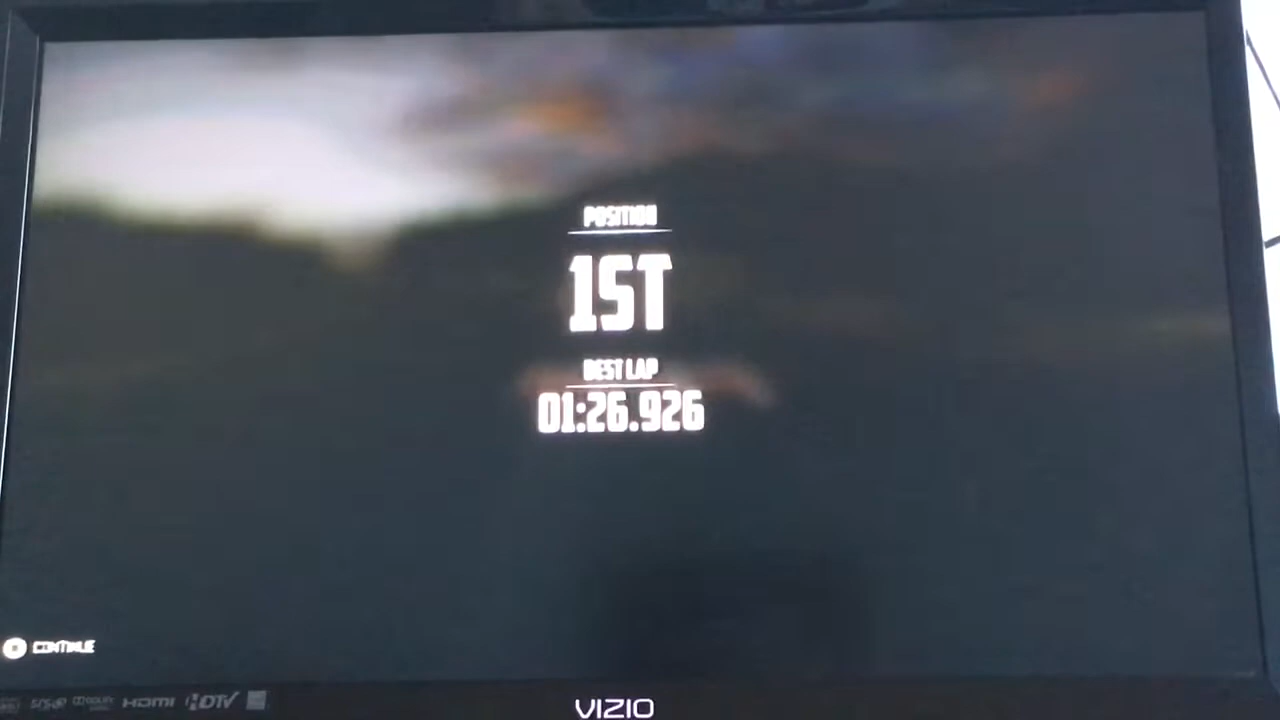 POSITION
1ST
BEST LAP
01:26.926
CONTINUE
HDMI HDTV
VIZIO